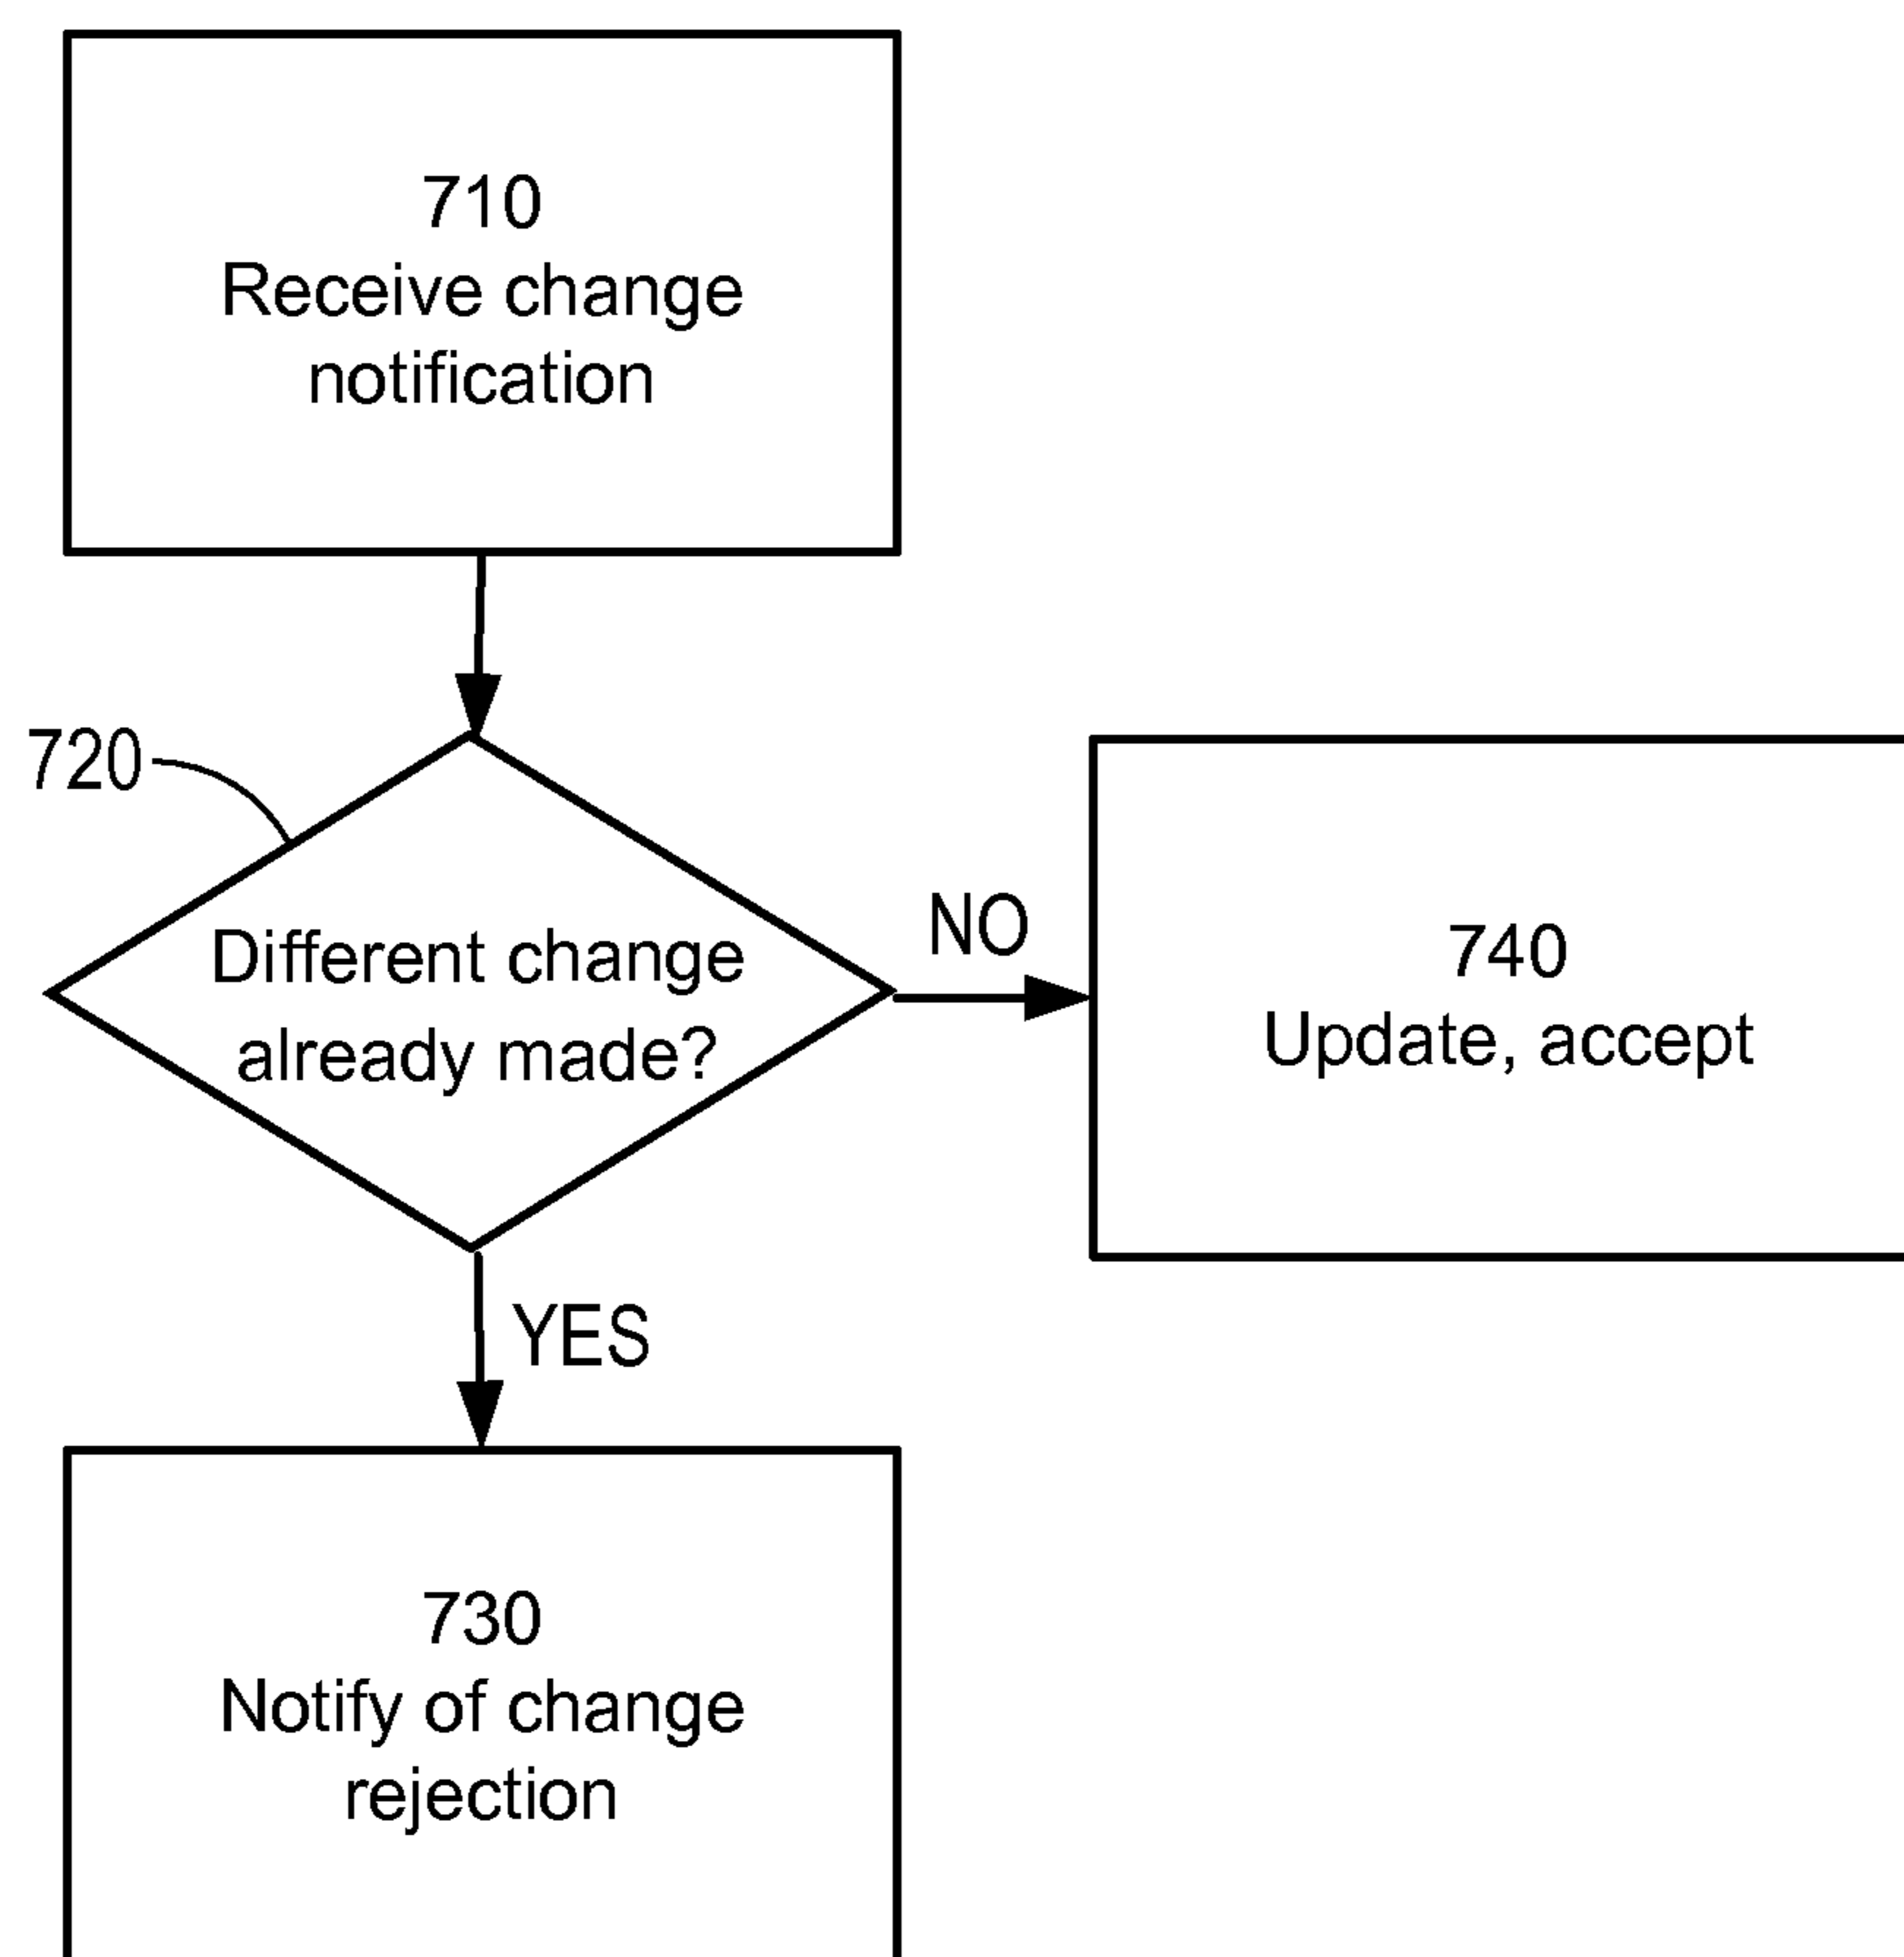 710
Receive change
notification
720
Different change
already made?
NO
740
Update, accept
YES
730
Notify of change
rejection